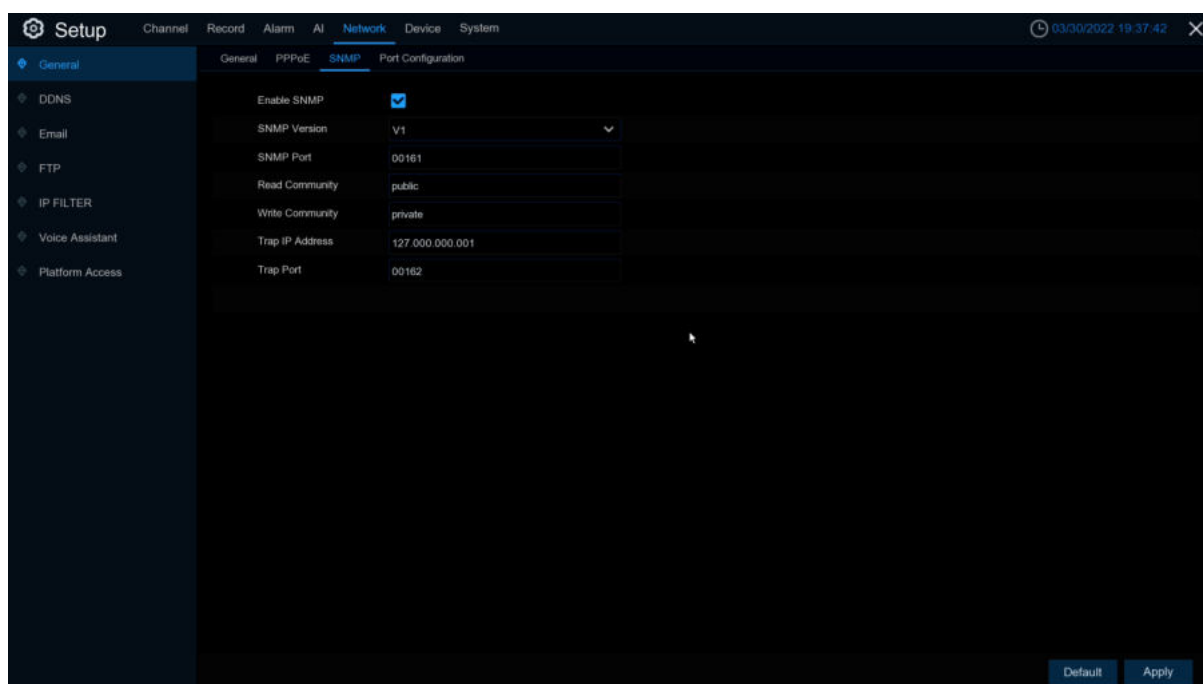 Setup Channel Record Alarm AI Network Device System 03/30/2022 19:37:42
General PPPoE SNMP Port Configuration
General
DDNS
Email
FTP
IP FILTER
Voice Assistant
Platform Access
Enable SNMP
SNMP Version V1
SNMP Port 00161
Read Community public
Write Community private
Trap IP Address 127.000.000.001
Trap Port 00162
Default Apply